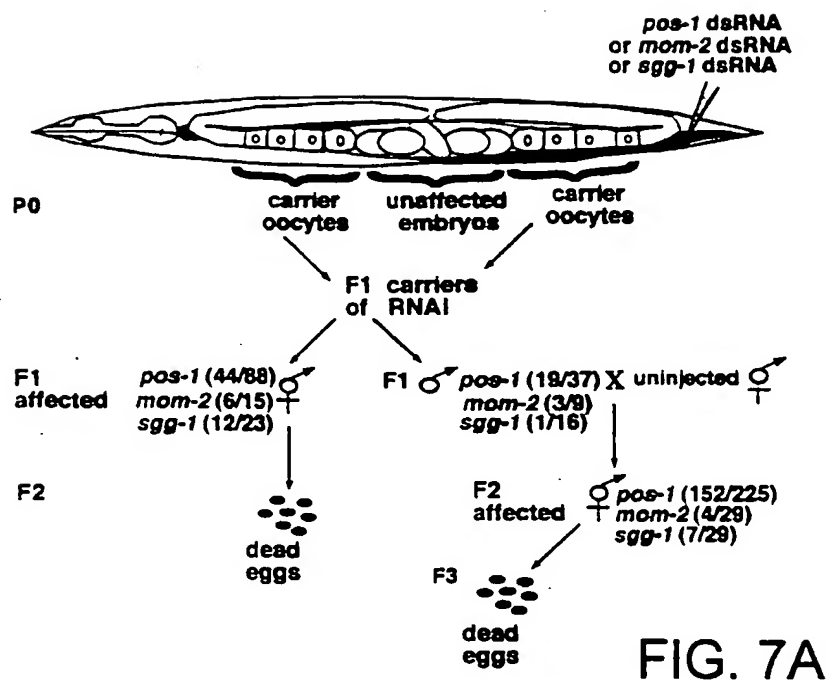 pos-1 dsRNA
or mom-2 dsRNA
or sgg-1 dsRNA
P0
carrier
oocytes
unaffected
embryos
carrier
oocytes
F1 carriers
of RNAi
F1
affected
pos-1 (44/88)
mom-2 (6/15)
sgg-1 (12/23)
F1
pos-1 (19/37) X uninjected
mom-2 (3/9)
sgg-1 (1/16)
F2
dead
eggs
F2
affected
pos-1 (152/225)
mom-2 (4/29)
sgg-1 (7/29)
F3
dead
eggs
FIG. 7A